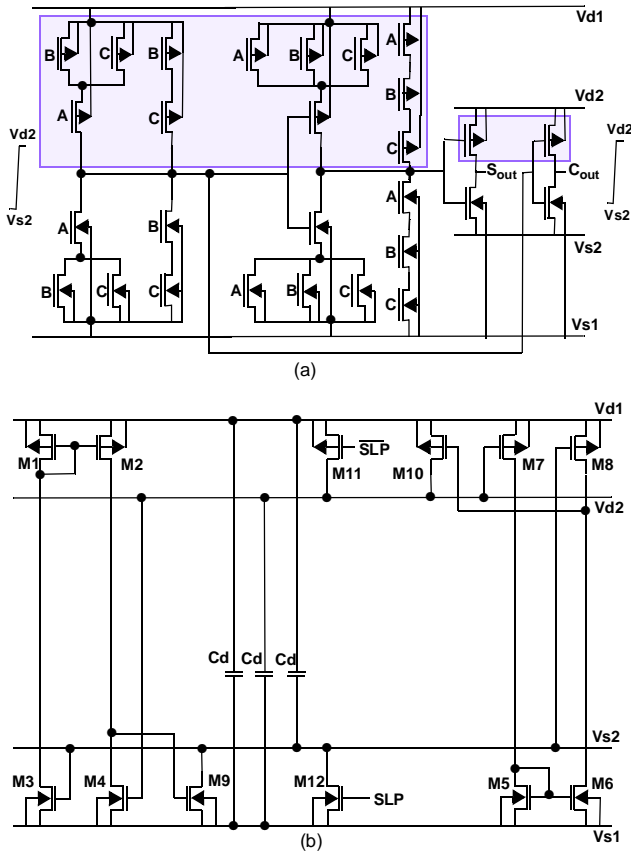 Vd1
A
B C B B C
B
A
C
C
Vd2
Vd2
Sout Cout
Vs2
Vs2
A
A
B
B
B C C A B C
C
Vs2
Vs1
(a)
Vd1
M1 M2 SLP M7 M8
M11 M10
Vd2
Cd Cd Cd
Vs2
M3 M4 M9 M12 M5 M6
SLP
Vs1
(b)